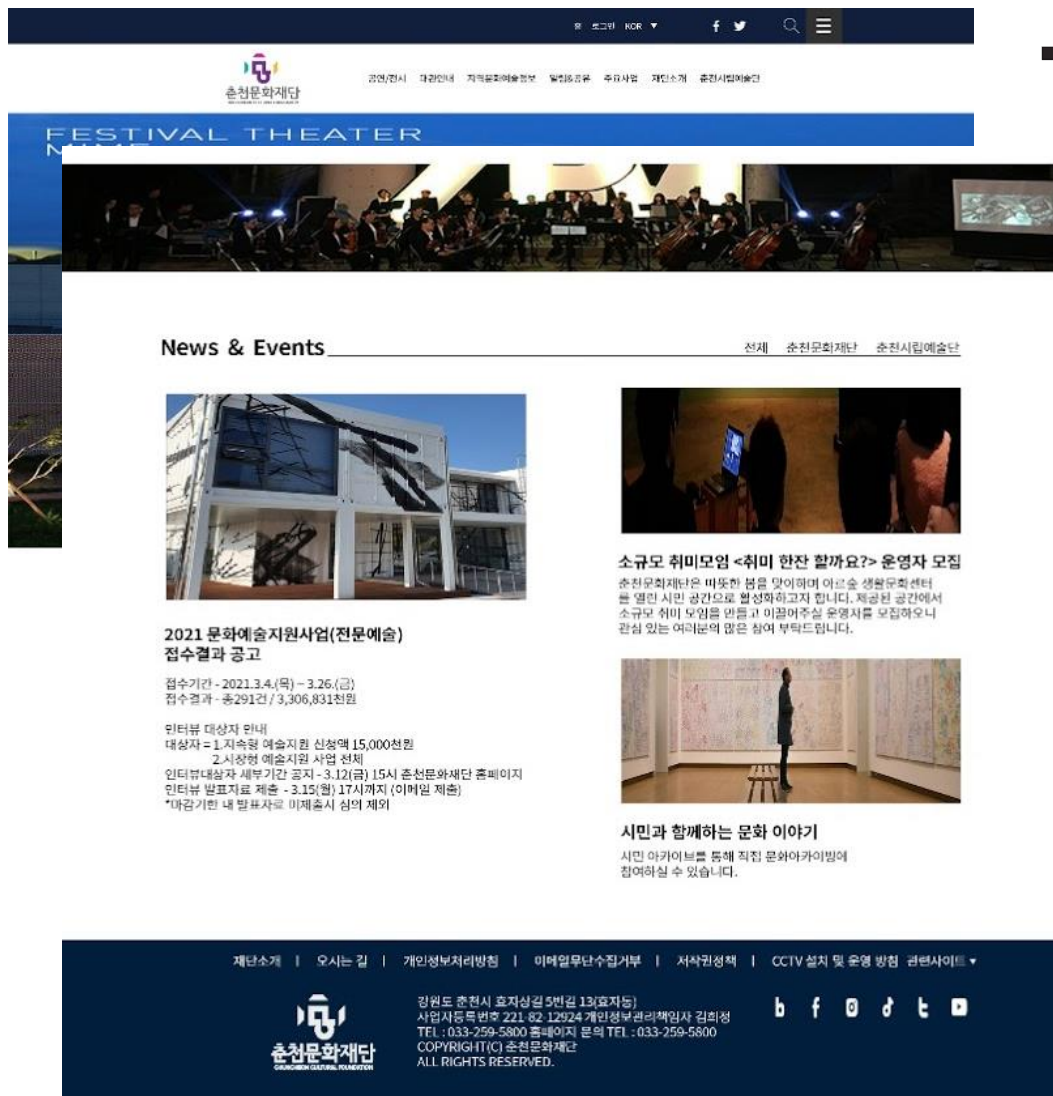 홈 로그인 KOR ▼
춘천문화재단
공연/전시 대관안내 지역문화예술정보 알림&공유 주요사업 재단소개 춘천시립예술단
FESTIVAL THEATER
News & Events
전체 춘천문화재단 춘천시립예술단
2021 문화예술지원사업(전문예술)
접수결과 공고
접수기간 - 2021.3.4.(목) – 3.26.(금)
접수결과 - 총291건 / 3,306,831천원
인터뷰 대상자 안내
대상자 = 1.지속형 예술지원 신청액 15,000천원
2.시장형 예술지원 사업 전체
인터뷰대상자 세부기간 공지 - 3.12(금) 15시 춘천문화재단 홈페이지
인터뷰 발표자료 제출 - 3.15(월) 17시까지 (이메일 제출)
*마감기한 내 발표자료 미제출시 심의 제외
소규모 취미모임 <취미 한잔 할까요?> 운영자 모집
춘천문화재단은 따뜻한 봄을 맞이하며 아르숲 생활문화센터
를 열린 시민 공간으로 활성화하고자 합니다. 제공된 공간에서
소규모 취미 모임을 만들고 이끌어주실 운영자를 모집하오니
관심 있는 여러분의 많은 참여 부탁드립니다.
시민과 함께하는 문화 이야기
시민 아카이브를 통해 직접 문화아카이빙에
참여하실 수 있습니다.
재단소개 | 오시는 길 | 개인정보처리방침 | 이메일무단수집거부 | 저작권정책 | CCTV 설치 및 운영 방침 관련사이트 ▾
춘천문화재단
CHUNCHEON CULTURAL FOUNDATION
강원도 춘천시 효자상길 5번길 13(효자동)
사업자등록번호 221-82-12924 개인정보관리책임자 김희정
TEL : 033-259-5800 홈페이지 문의 TEL : 033-259-5800
COPYRIGHT(C) 춘천문화재단
ALL RIGHTS RESERVED.